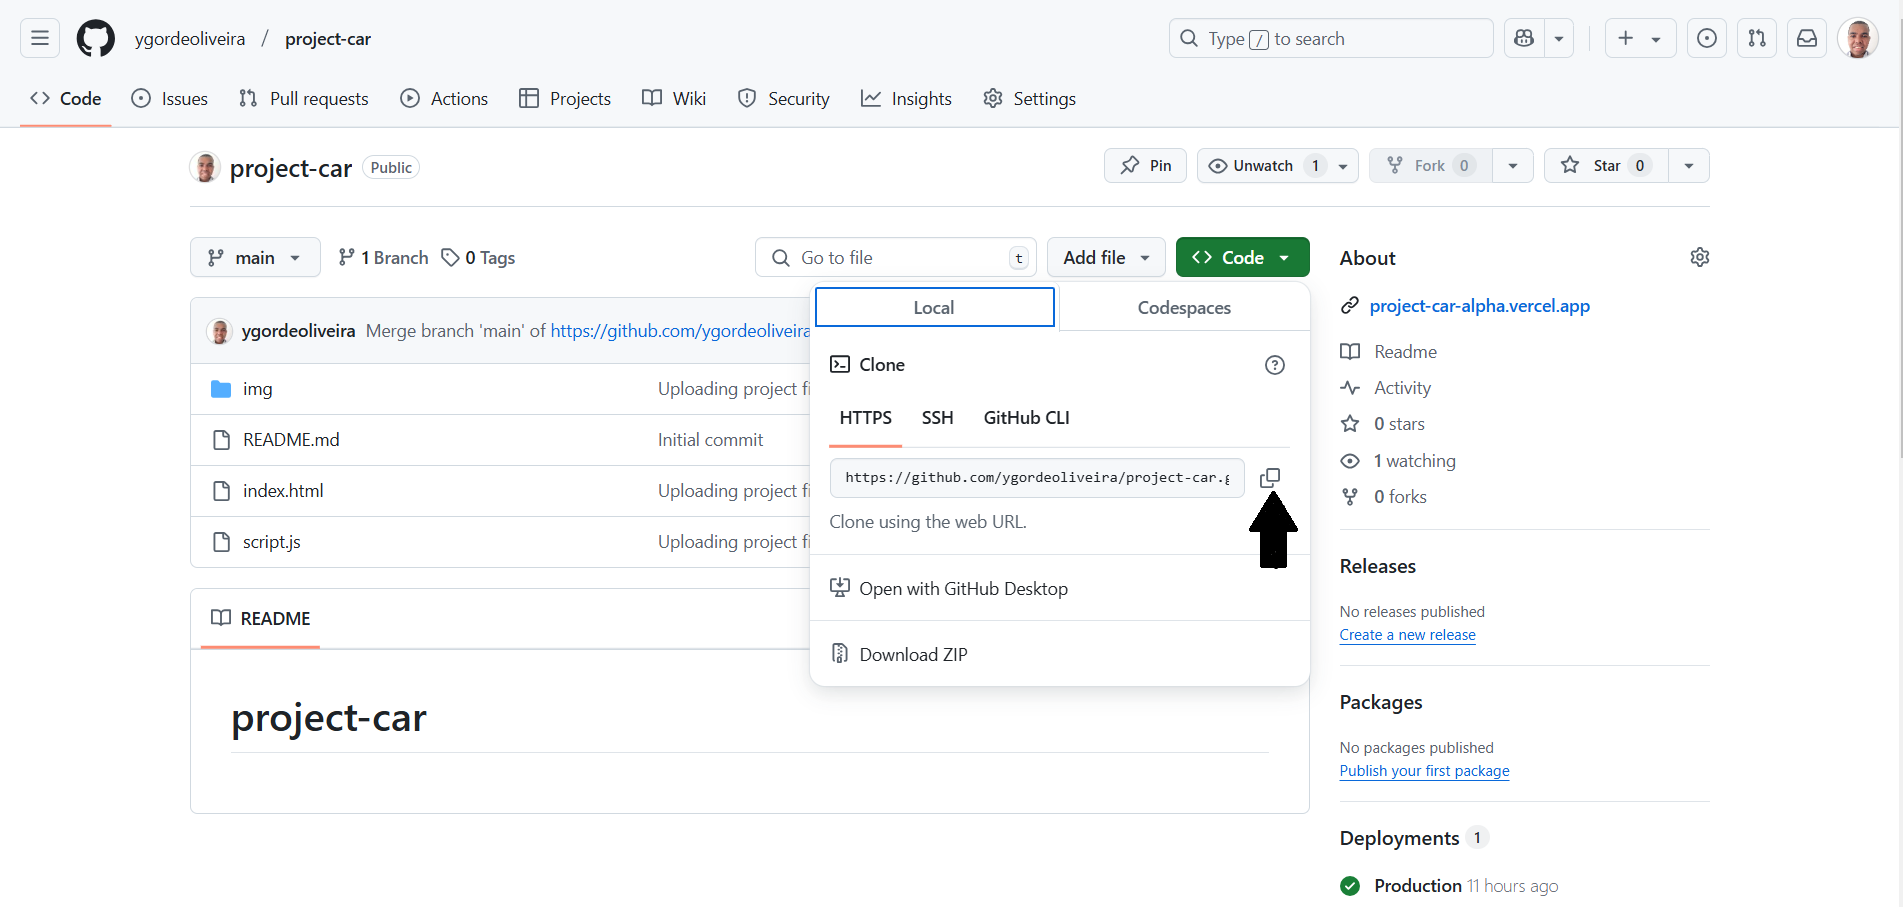 ygordeoliveira / project-car
Type / to search
Code Issues Pull requests Actions Projects Wiki Security Insights Settings
project-car Public
Pin Unwatch 1 Fork 0 Star 0
main 1 Branch 0 Tags
Go to file t Add file Code
ygordeoliveira Merge branch 'main' of https://github.com/ygordeoliveira
img Uploading project fi
README.md Initial commit
index.html Uploading project fi
script.js Uploading project fi
Local Codespaces
Clone
HTTPS SSH GitHub CLI
https://github.com/ygordeoliveira/project-car.g
Clone using the web URL.
Open with GitHub Desktop
Download ZIP
README
project-car
About
project-car-alpha.vercel.app
Readme
Activity
0 stars
1 watching
0 forks
Releases
No releases published
Create a new release
Packages
No packages published
Publish your first package
Deployments 1
Production 11 hours ago